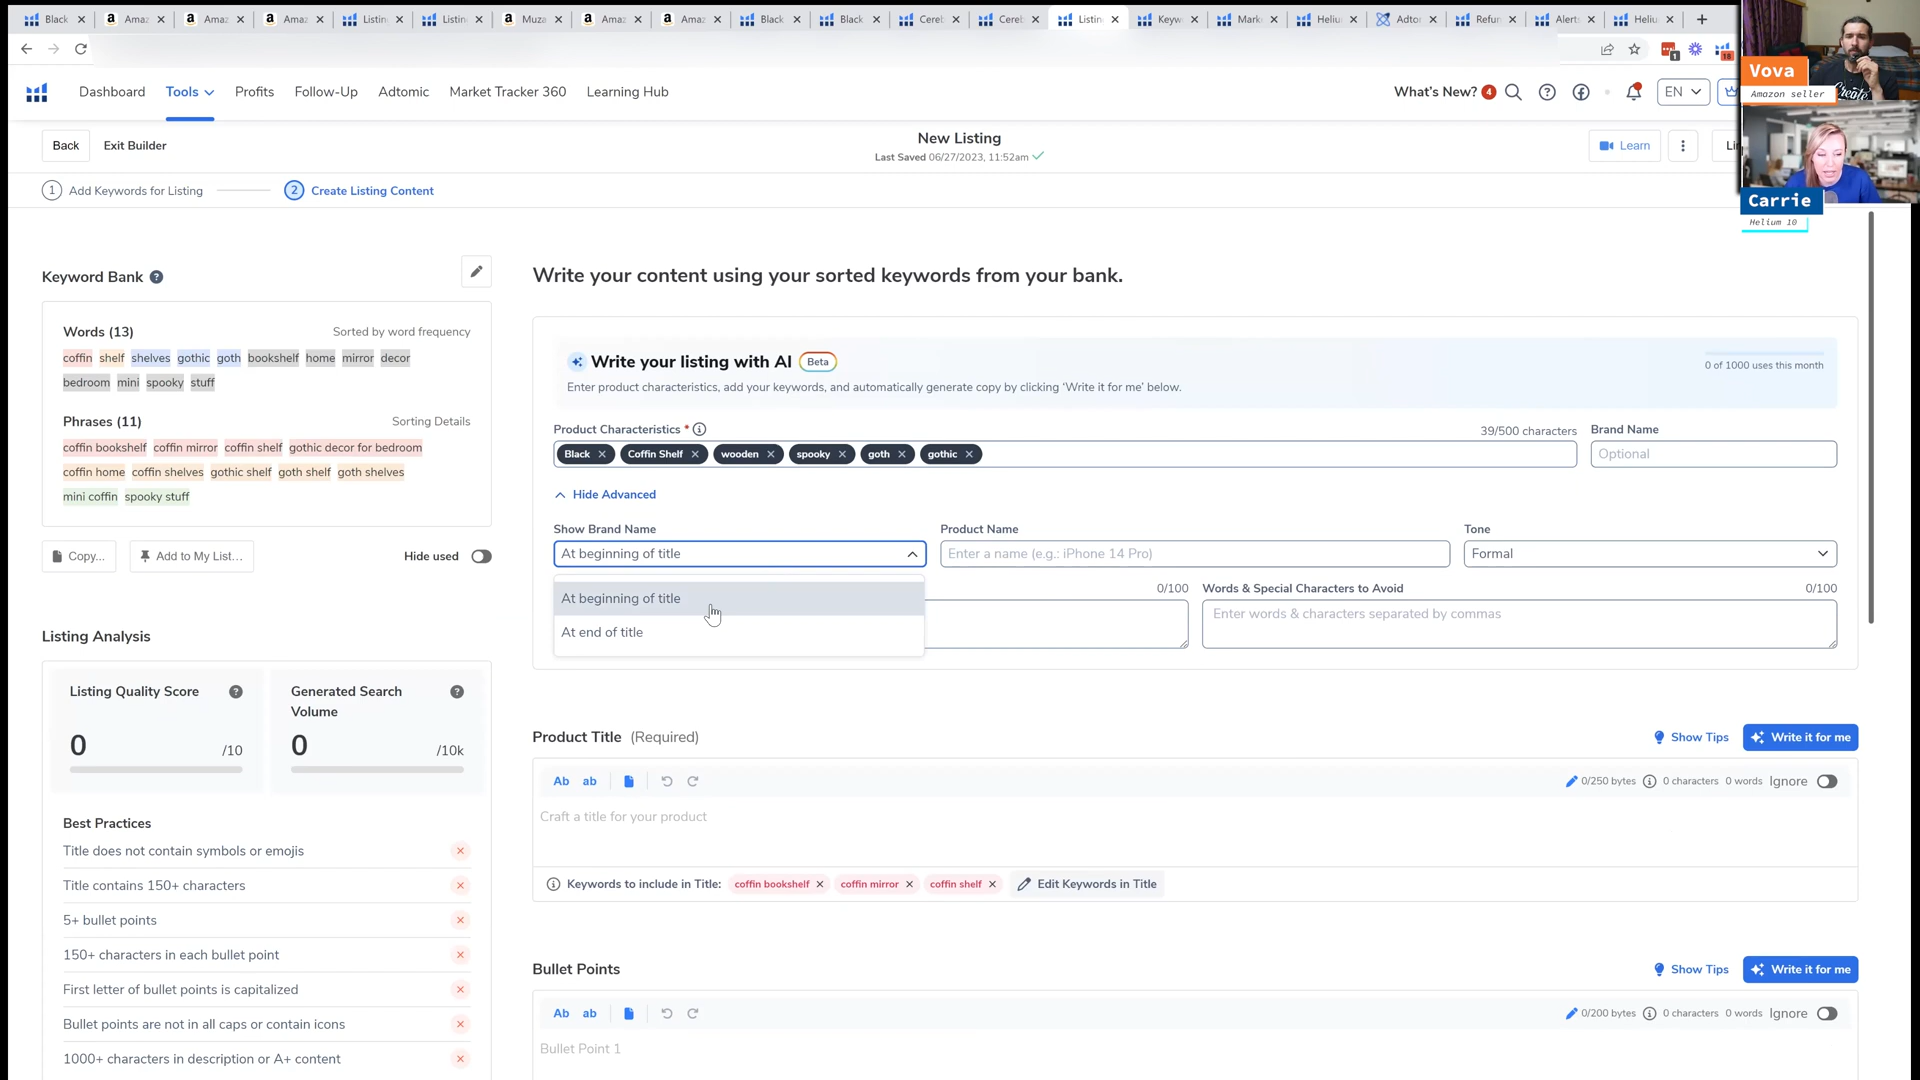 Black Amaz Amaz Amaz Listin Listin Muza Amaz Amaz Black Black Cereb Cereb Listin Keyw Marke Heliu Adtor Refun Alerts Heliu
1 18
Dashboard Tools Profits Follow-Up Adtomic Market Tracker 360 Learning Hub What's New? 4 EN
Vova
Amazon seller
Create
Back Exit Builder New Listing Learn
Last Saved 06/27/2023, 11:52am
Carrie
Helium 10
1 Add Keywords for Listing 2 Create Listing Content
Keyword Bank
Words (13) Sorted by word frequency
coffin shelf shelves gothic goth bookshelf home mirror decor
bedroom mini spooky stuff
Phrases (11) Sorting Details
coffin bookshelf coffin mirror coffin shelf gothic decor for bedroom
coffin home coffin shelves gothic shelf goth shelf goth shelves
mini coffin spooky stuff
Copy... Add to My List... Hide used
Listing Analysis
Listing Quality Score Generated Search Volume
0 /10 0 /10k
Best Practices
Title does not contain symbols or emojis
Title contains 150+ characters
5+ bullet points
150+ characters in each bullet point
First letter of bullet points is capitalized
Bullet points are not in all caps or contain icons
1000+ characters in description or A+ content
Write your content using your sorted keywords from your bank.
Write your listing with AI Beta
0 of 1000 uses this month
Enter product characteristics, add your keywords, and automatically generate copy by clicking 'Write it for me' below.
Product Characteristics * 39/500 characters Brand Name
Black Coffin Shelf wooden spooky goth gothic Optional
Hide Advanced
Show Brand Name Product Name Tone
At beginning of title Enter a name (e.g.: iPhone 14 Pro) Formal
0/100 Words & Special Characters to Avoid 0/100
At beginning of title Enter words & characters separated by commas
At end of title
Product Title (Required) Show Tips Write it for me
Ab ab 0/250 bytes 0 characters 0 words Ignore
Craft a title for your product
Keywords to include in Title: coffin bookshelf coffin mirror coffin shelf Edit Keywords in Title
Bullet Points Show Tips Write it for me
Ab ab 0/200 bytes 0 characters 0 words Ignore
Bullet Point 1